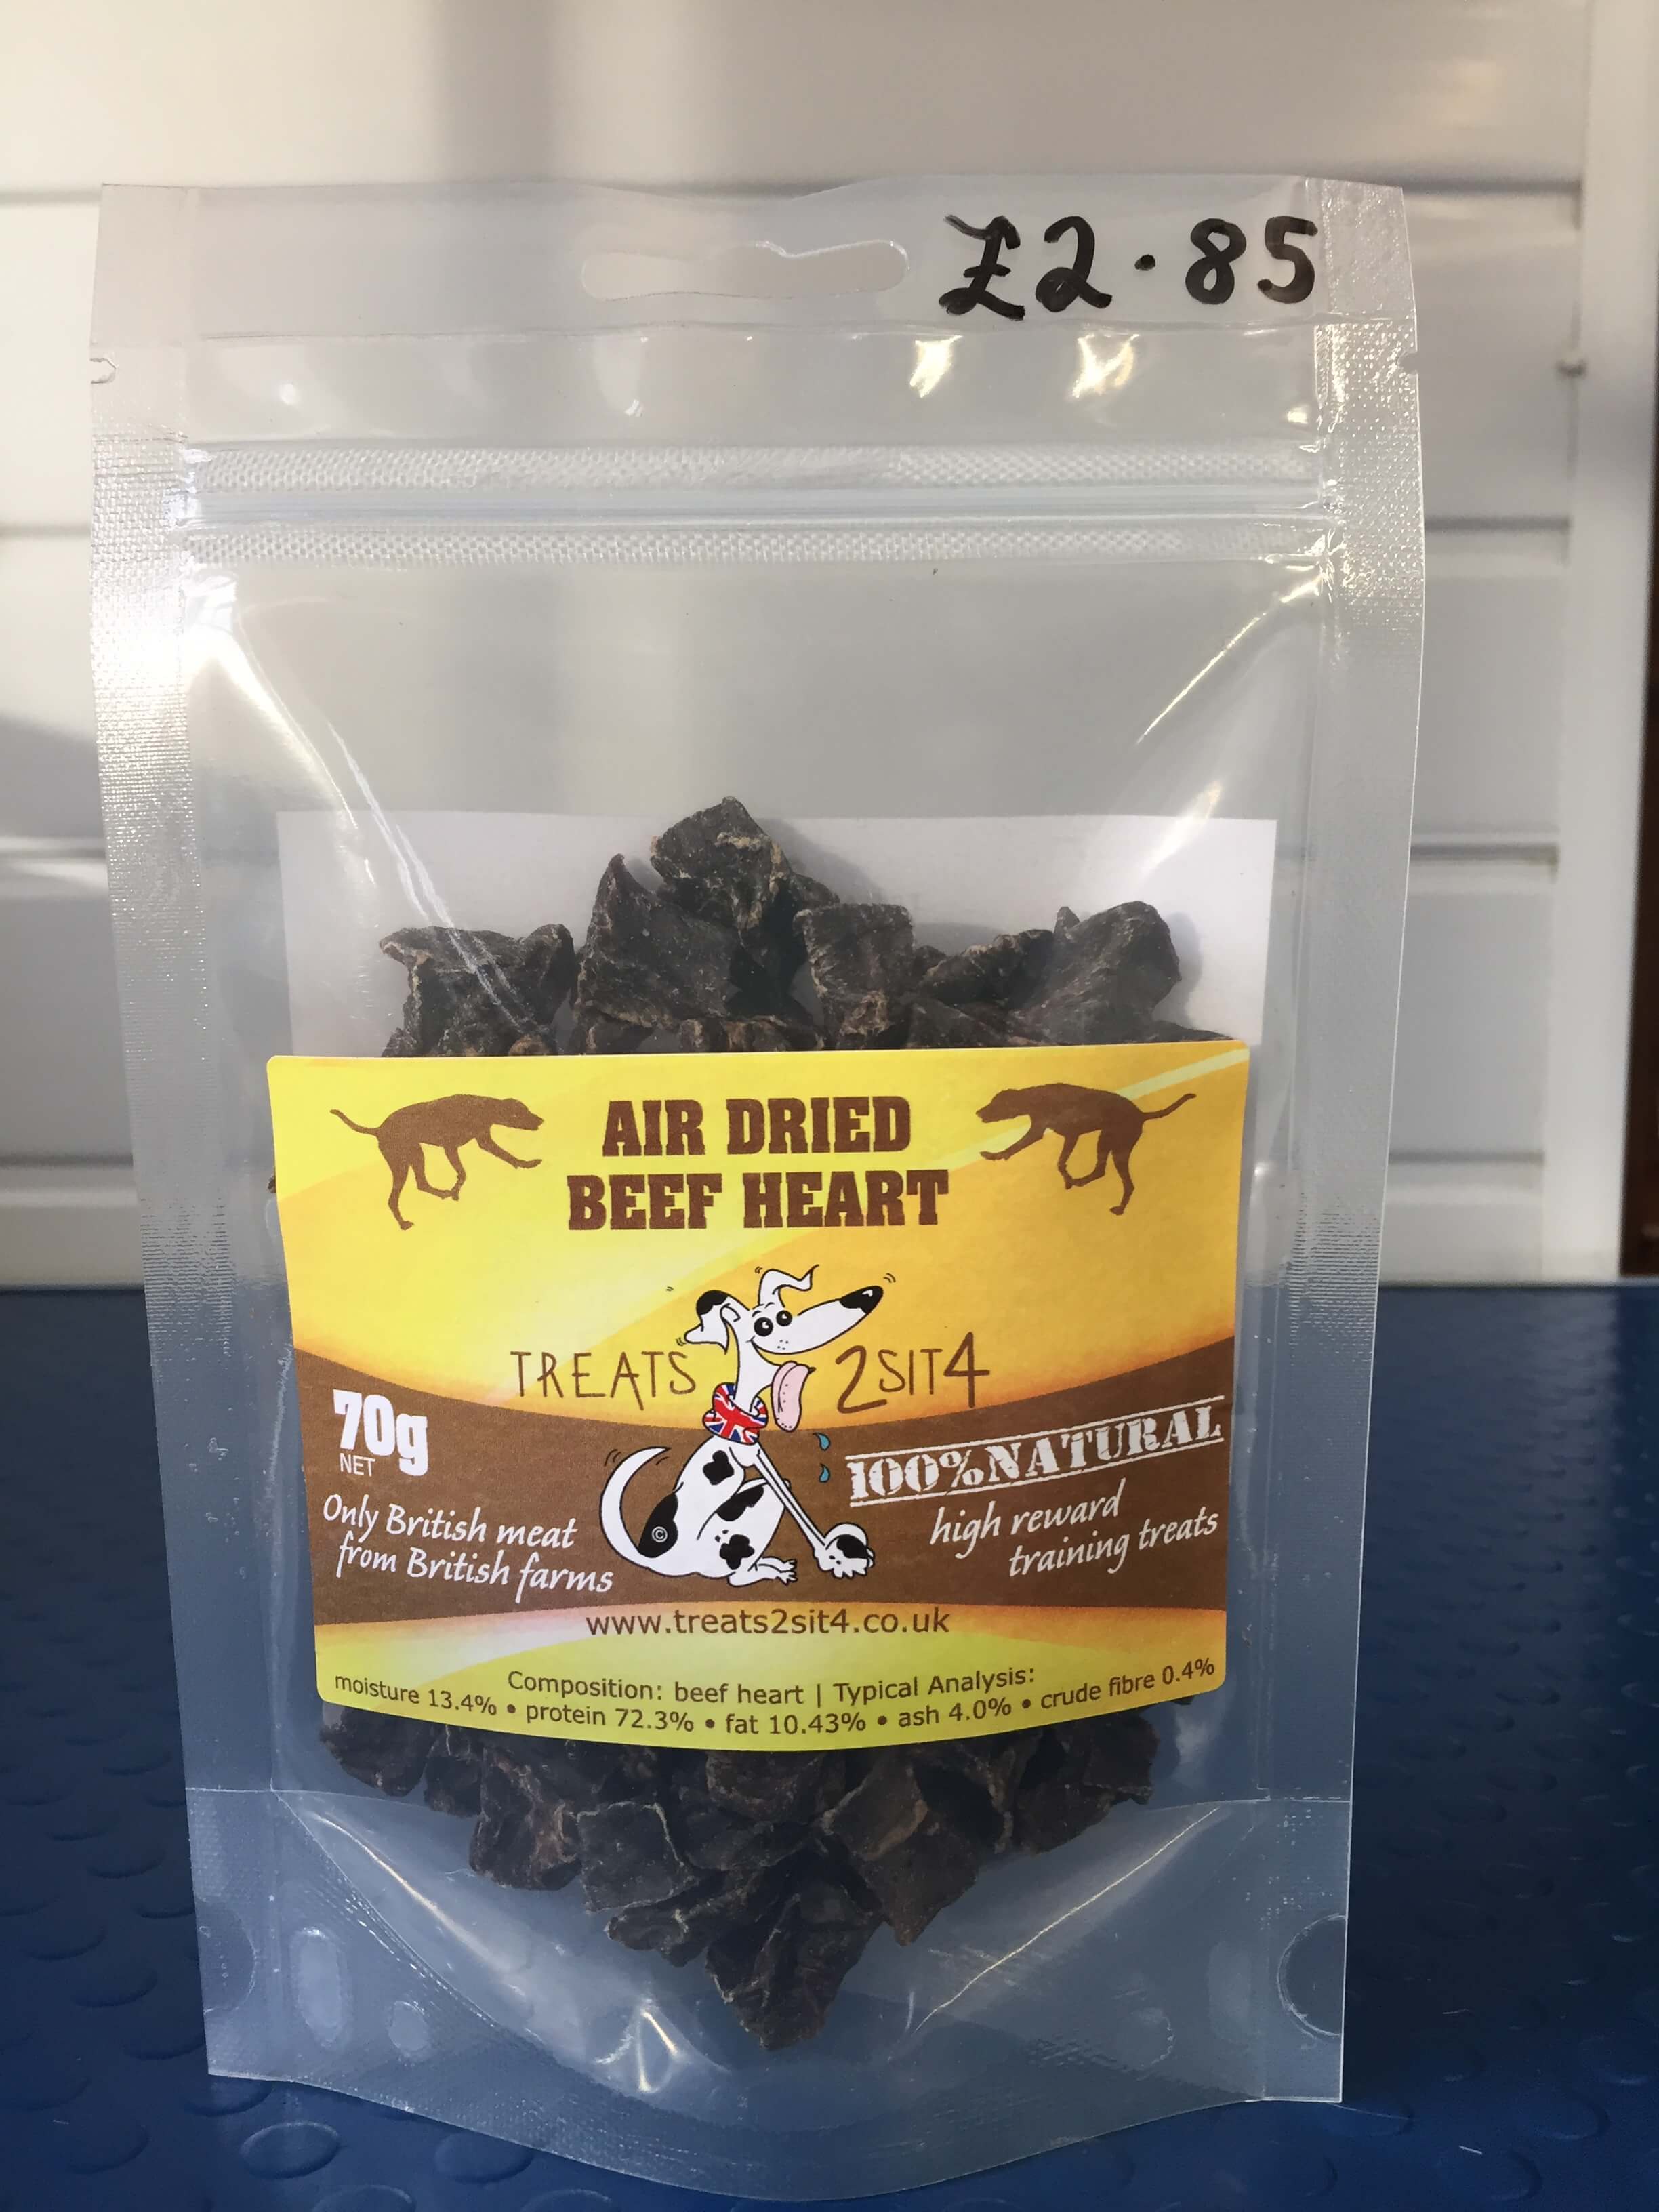 £2.85
AIR DRIED
BEEF HEART
TREATS 2SIT4
70g
NET
Only British meat
from British farms
100% NATURAL
high reward
training treats
©
www.treats2sit4.co.uk
Composition: beef heart | Typical Analysis:
moisture 13.4% • protein 72.3% • fat 10.43% • ash 4.0% • crude fibre 0.4%